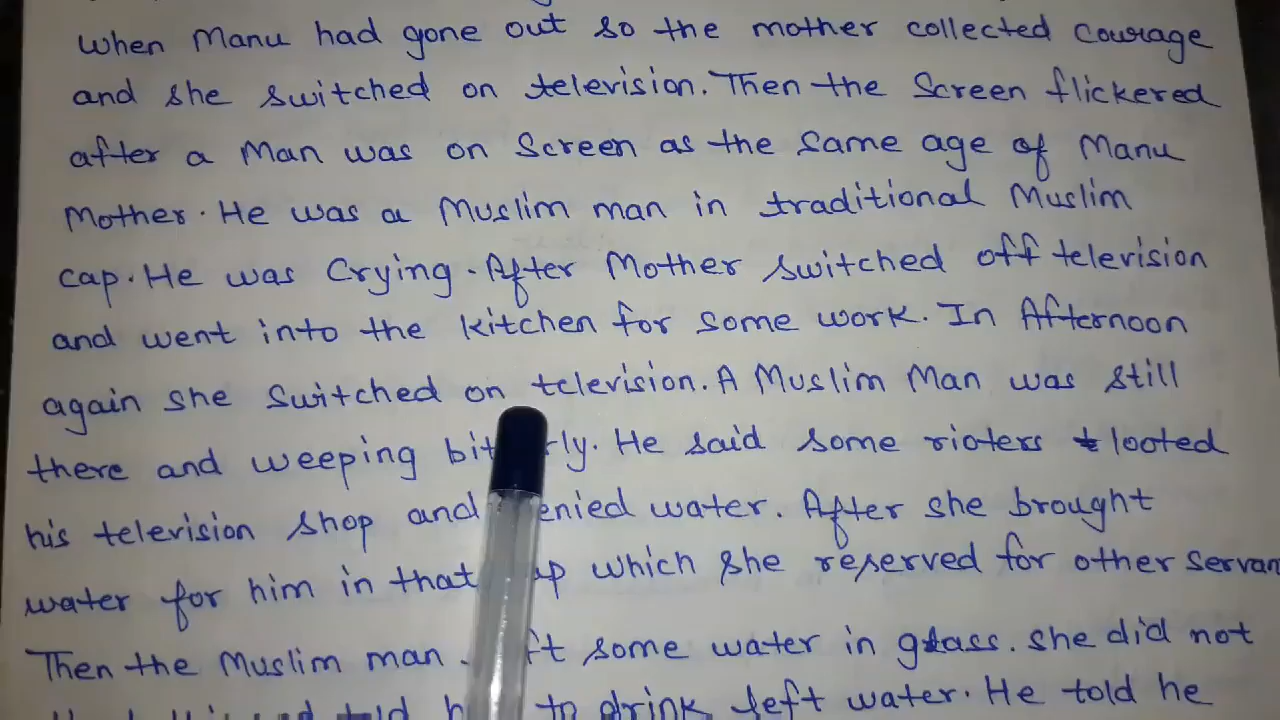 when Manu had gone out so the mother collected courage
and she switched on television. Then the Screen flickered
after a Man was on Screen as the same age of Manu
Mother. He was a Muslim man in traditional Muslim
cap. He was Crying. After Mother switched off television
and went into the kitchen for some work. In Afternoon
again she switched on television. A Muslim Man was still
there and weeping bit rly. He said some rioters looted
his television shop and enied water. After she brought
water for him in that up which she reserved for other servan
Then the Muslim man ft some water in glass. she did not
told h to drink left water. He told he